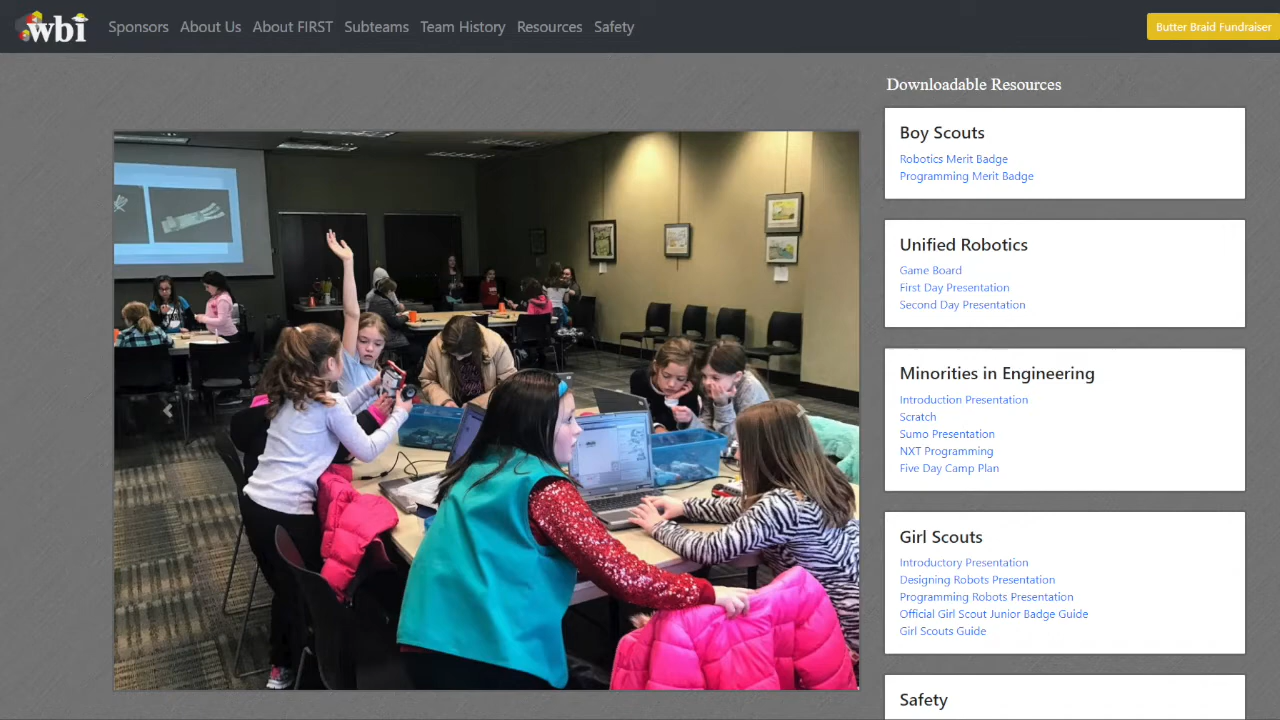 wbi
Sponsors About Us About FIRST Subteams Team History Resources Safety
Butter Braid Fundraiser
Downloadable Resources
Boy Scouts
Robotics Merit Badge
Programming Merit Badge
Unified Robotics
Game Board
First Day Presentation
Second Day Presentation
Minorities in Engineering
Introduction Presentation
Scratch
Sumo Presentation
NXT Programming
Five Day Camp Plan
Girl Scouts
Introductory Presentation
Designing Robots Presentation
Programming Robots Presentation
Official Girl Scout Junior Badge Guide
Girl Scouts Guide
Safety